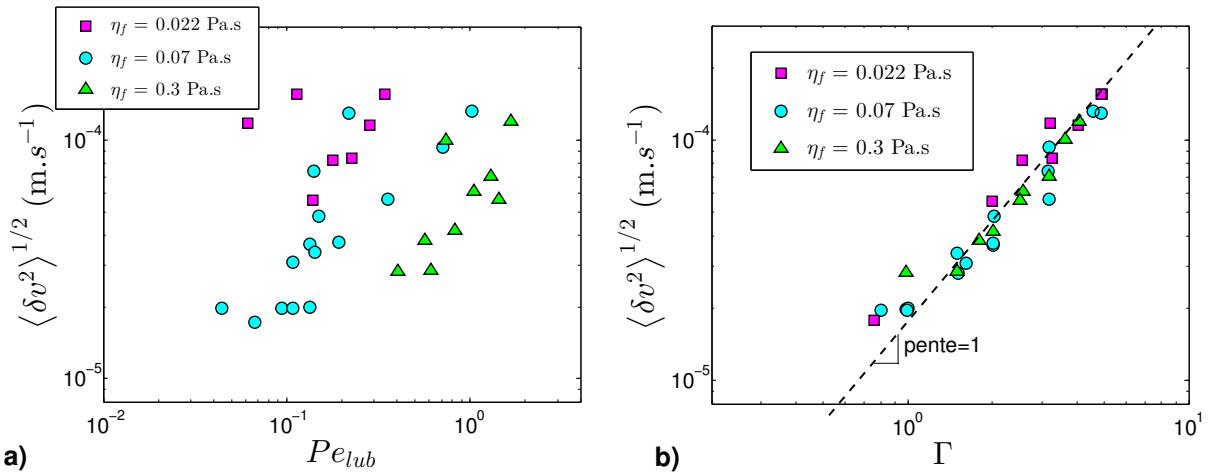 η_f = 0.022 Pa.s
η_f = 0.07 Pa.s
η_f = 0.3 Pa.s
⟨δv²⟩^{1/2} (m.s⁻¹)
10⁻⁴
10⁻⁵
10⁻²
10⁻¹
10⁰
Pe_{lub}
a)
η_f = 0.022 Pa.s
η_f = 0.07 Pa.s
η_f = 0.3 Pa.s
⟨δv²⟩^{1/2} (m.s⁻¹)
10⁻⁴
10⁻⁵
pente=1
10⁰
10¹
Γ
b)